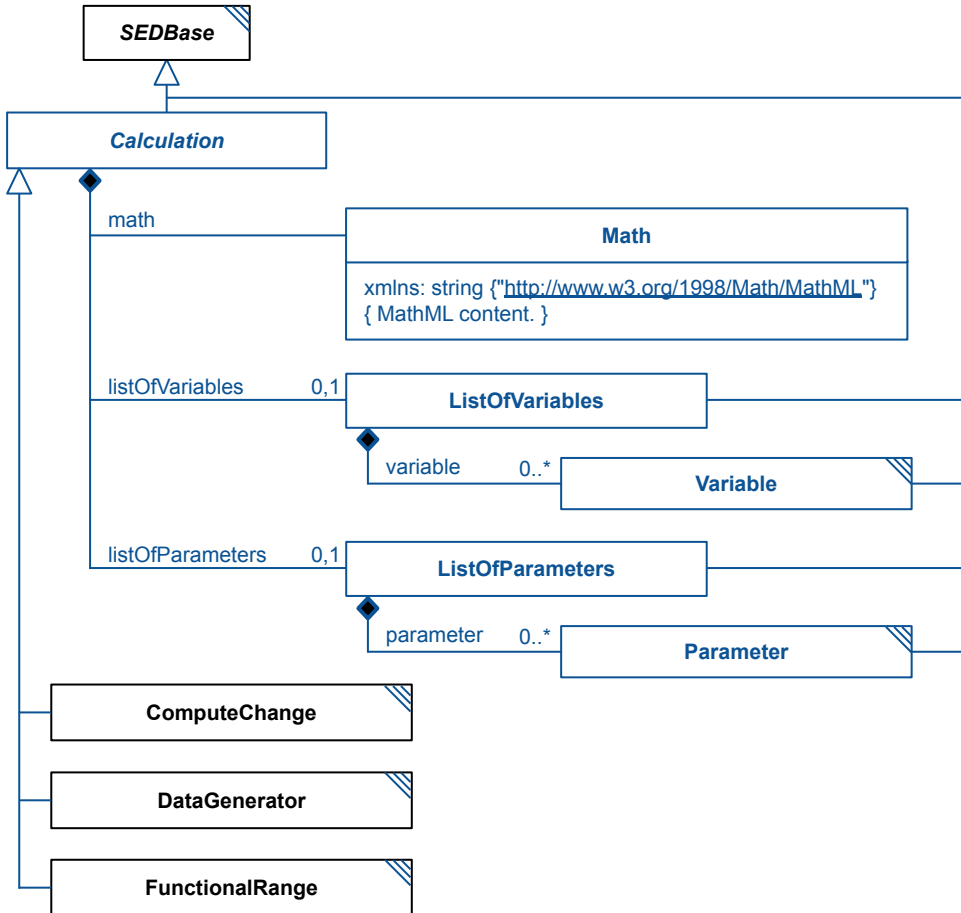 SEDBase
Calculation
math
Math
xmlns: string {"http://www.w3.org/1998/Math/MathML"}
{ MathML content. }
listOfVariables 0,1
ListOfVariables
variable 0..*
Variable
listOfParameters 0,1
ListOfParameters
parameter 0..*
Parameter
ComputeChange
DataGenerator
FunctionalRange